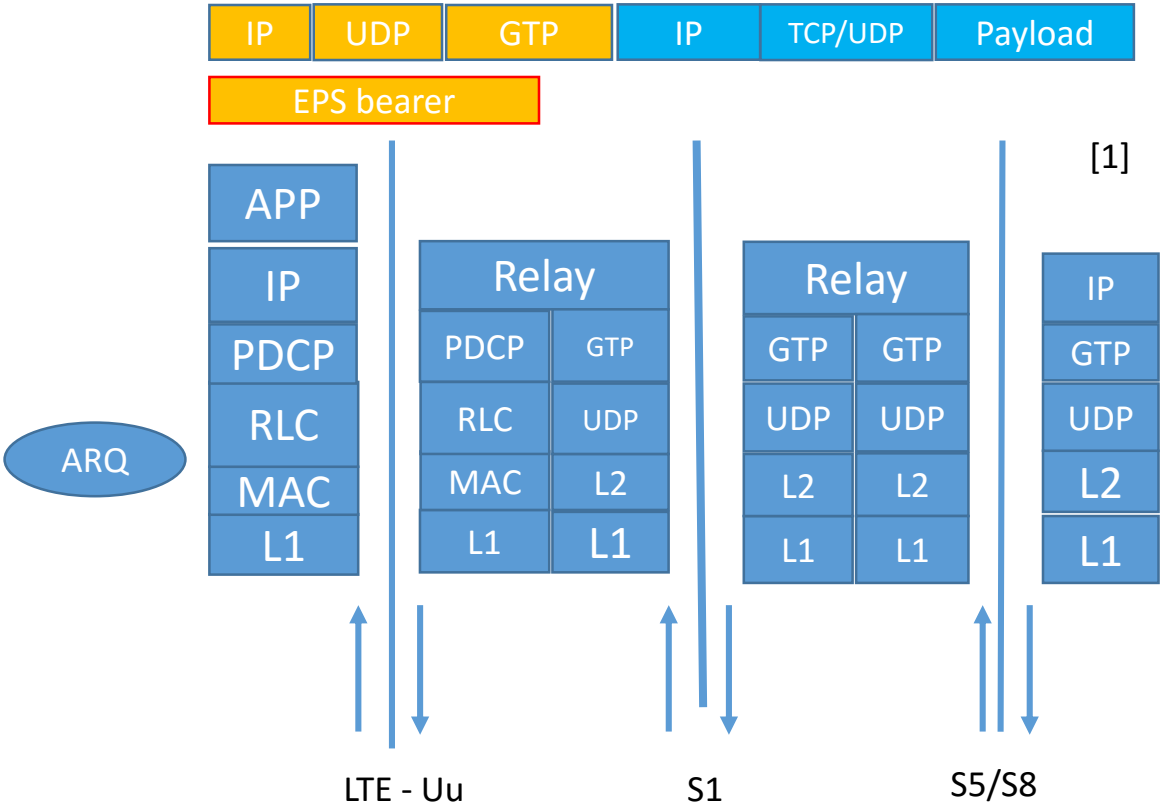 IP UDP GTP IP TCP/UDP Payload
EPS bearer
[1]
APP
IP
PDCP
RLC
MAC
L1
ARQ
Relay
PDCP GTP
RLC UDP
MAC L2
L1 L1
Relay
GTP GTP
UDP UDP
L2 L2
L1 L1
IP
GTP
UDP
L2
L1
LTE - Uu
S1
S5/S8